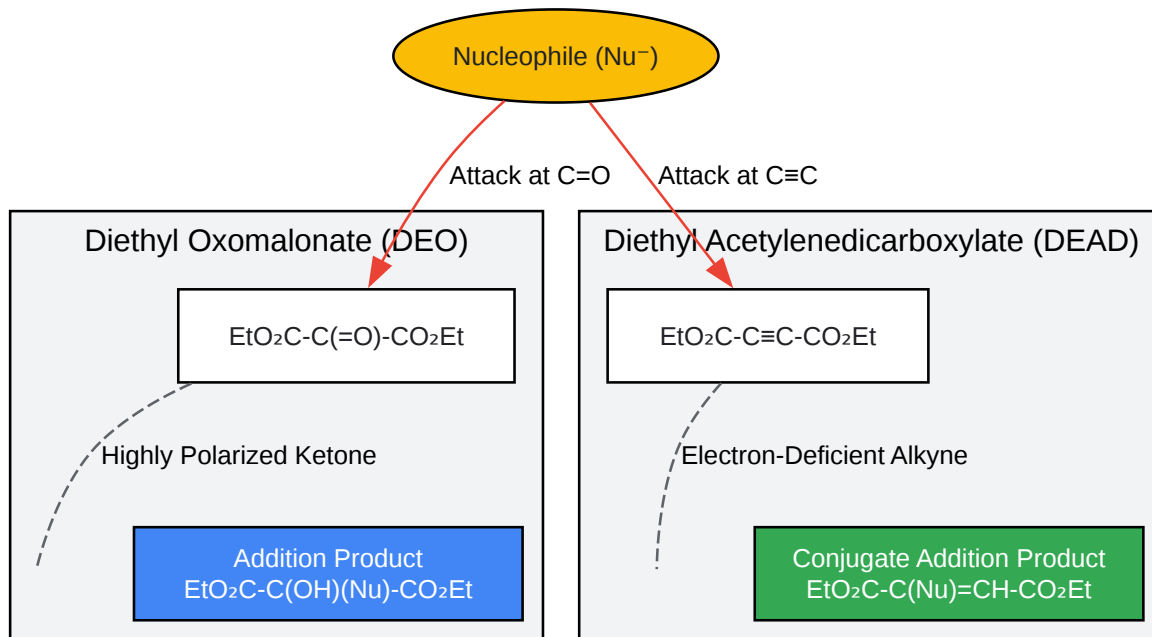 Nucleophile (Nu⁻)
Attack at C=O
Attack at C≡C
Diethyl Oxomalonate (DEO)
EtO₂C-C(=O)-CO₂Et
Highly Polarized Ketone
Addition Product
EtO₂C-C(OH)(Nu)-CO₂Et
Diethyl Acetylenedicarboxylate (DEAD)
EtO₂C-C≡C-CO₂Et
Electron-Deficient Alkyne
Conjugate Addition Product
EtO₂C-C(Nu)=CH-CO₂Et